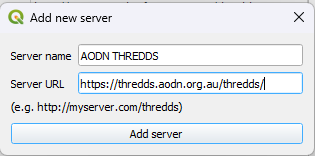 Add new server
Server name AODN THREDDS
Server URL https://thredds.aodn.org.au/thredds/
(e.g. http://myserver.com/thredds)
Add server